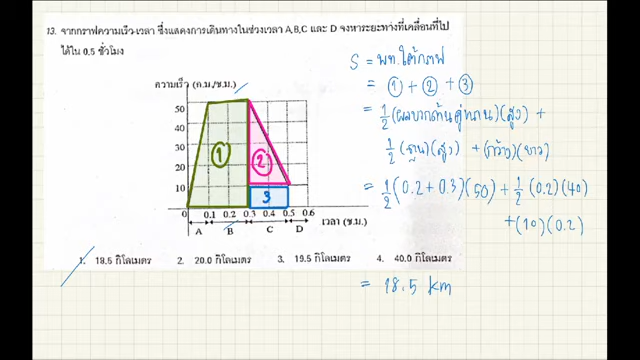 13. จากกราฟความเร็ว-เวลา ซึ่งแสดงการเดินทางในช่วงเวลา A,B,C และ D จงหาระยะทางที่เคลื่อนที่ไป
ได้ใน 0.5 ชั่วโมง
ความเร็ว (ก.ม./ช.ม.)
50
40
30
20
10
0 0.1 0.2 0.3 0.4 0.5 0.6
เวลา (ช.ม.)
A B C D
1 2 3
1. 18.5 กิโลเมตร 2. 20.0 กิโลเมตร 3. 19.5 กิโลเมตร 4. 40.0 กิโลเมตร
S = พท.ใต้กราฟ
= 1 + 2 + 3
= 1/2 (ผลบวกด้านคู่ขนาน)(สูง) +
1/2 (ฐาน)(สูง) + (กว้าง)(ยาว)
= 1/2 (0.2 + 0.3)(50) + 1/2 (0.2)(40)
+ (10)(0.2)
= 18.5 km